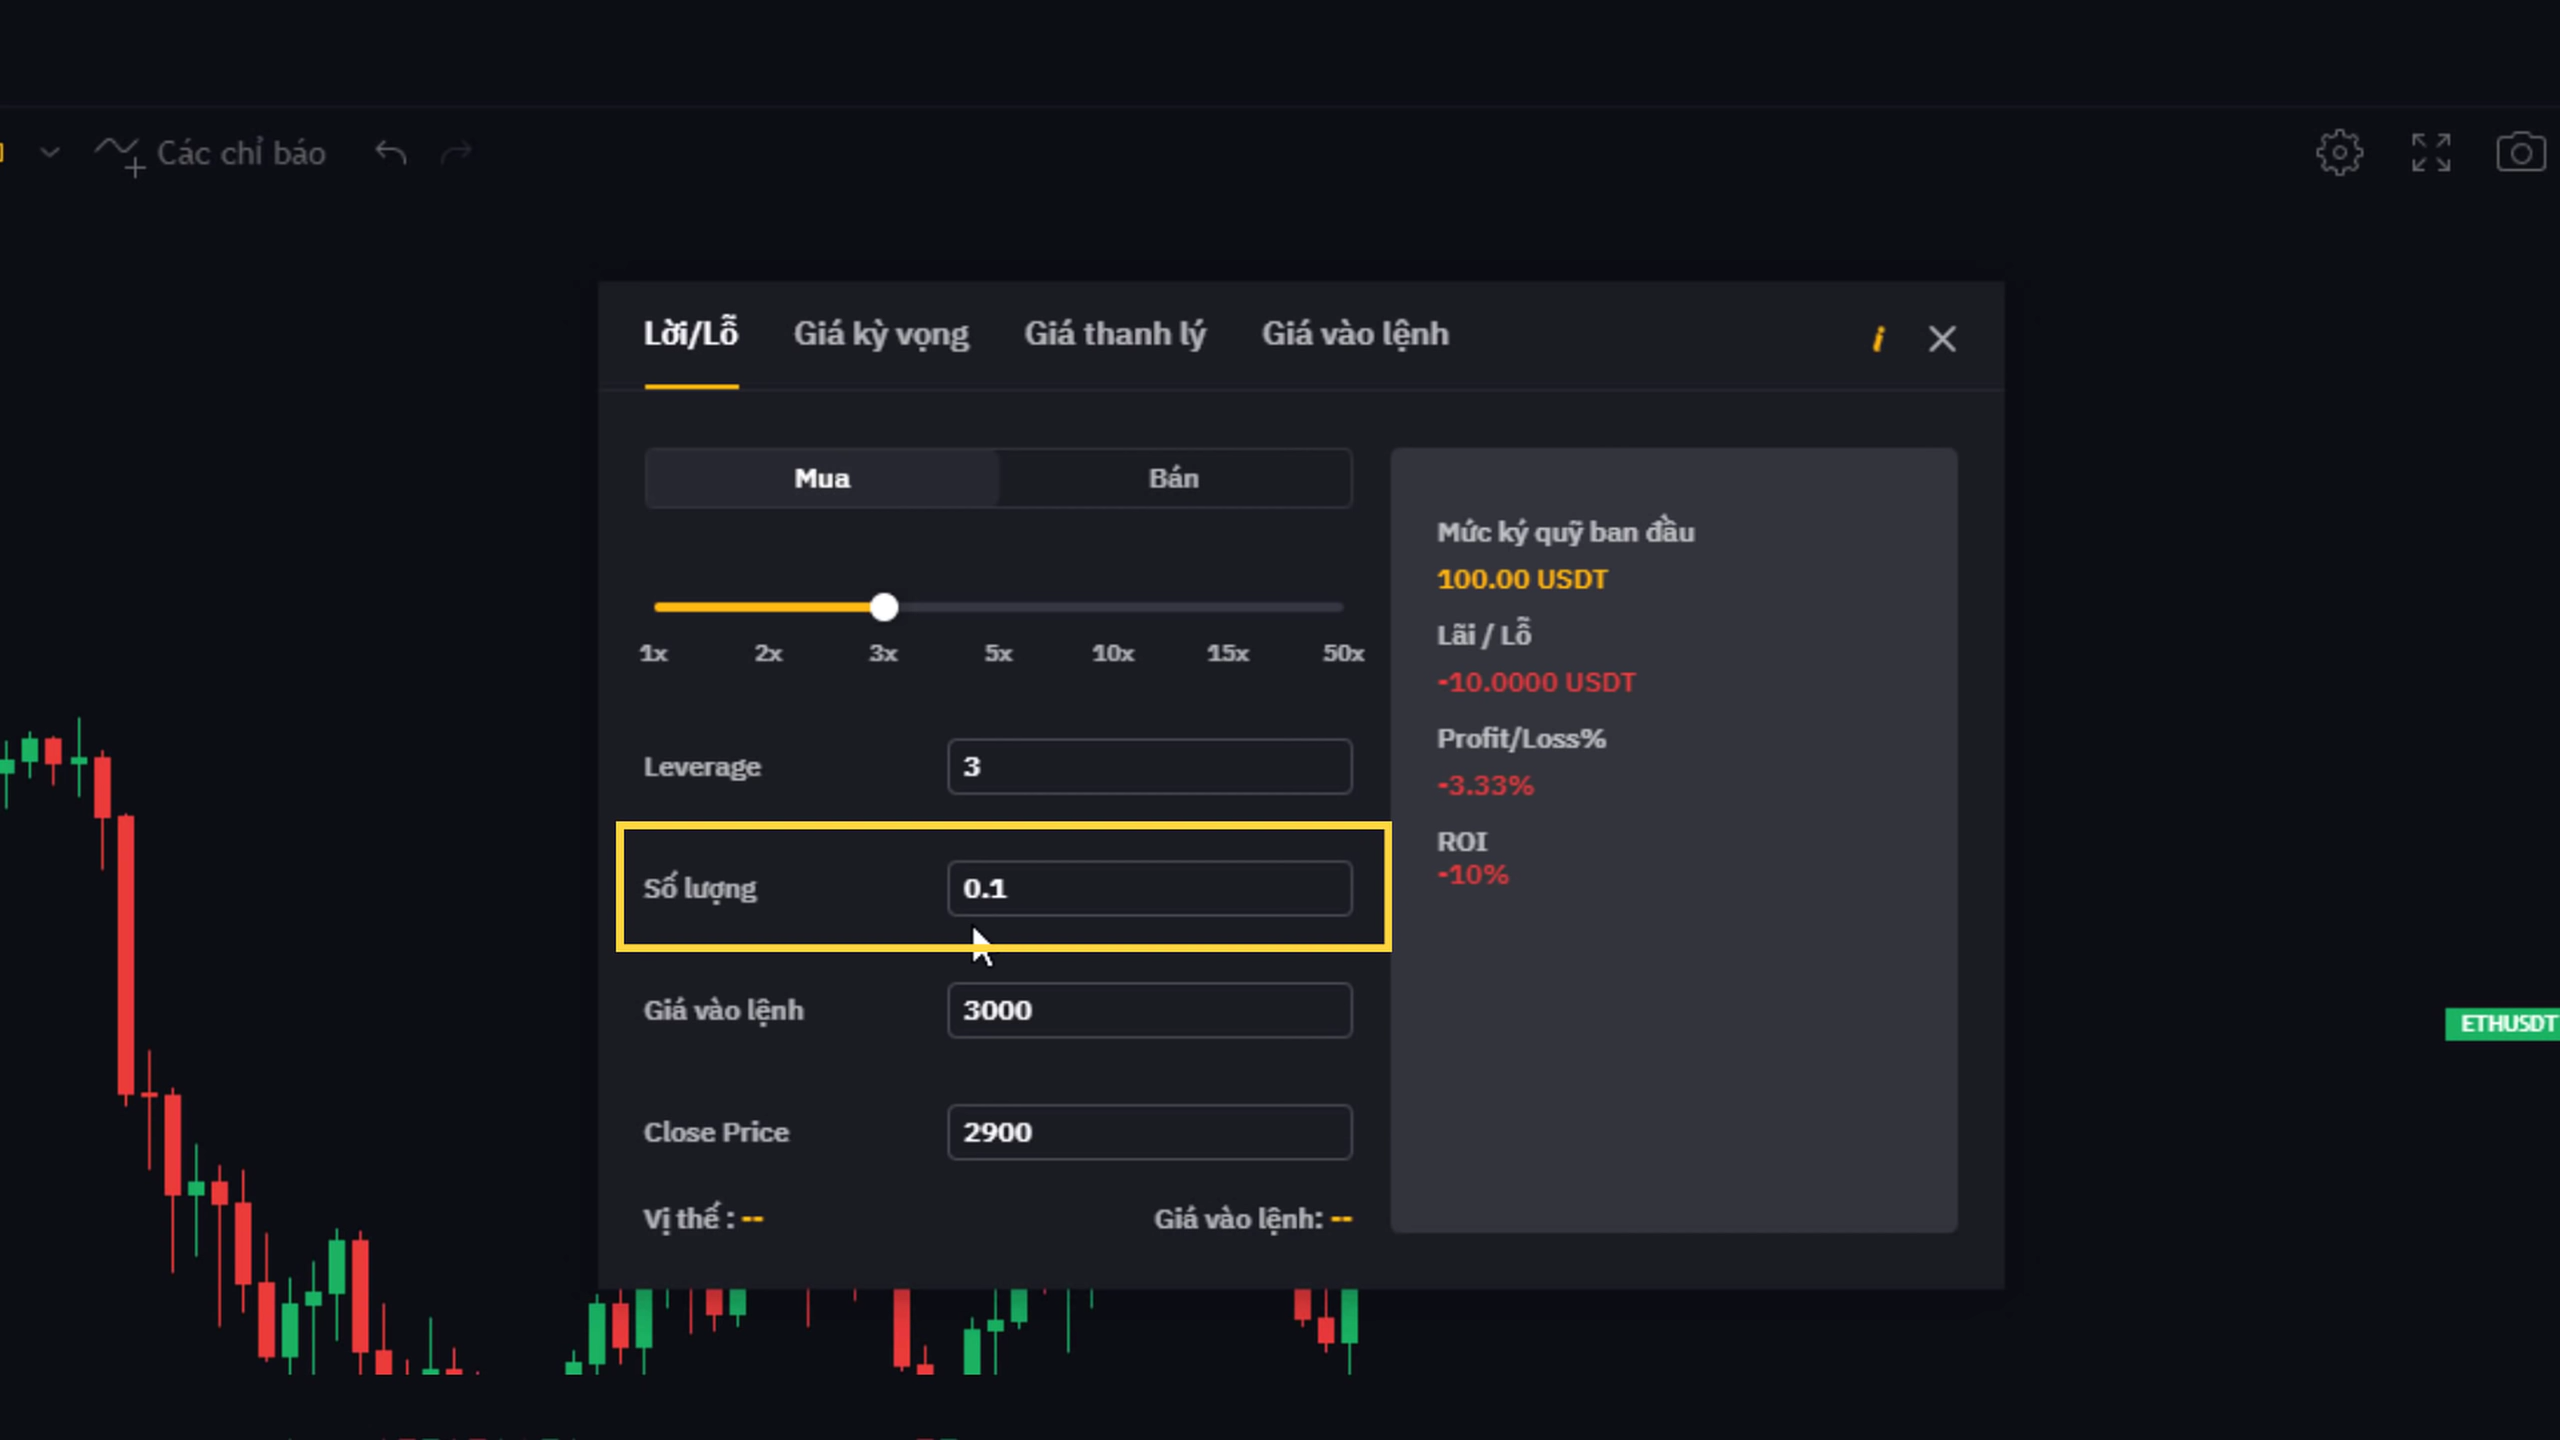 Các chỉ báo
Lời/Lỗ Giá kỳ vọng Giá thanh lý Giá vào lệnh i
Mua Bán
1x 2x 3x 5x 10x 15x 50x
Leverage 3
Số lượng 0.1
Giá vào lệnh 3000
Close Price 2900
Vị thế : -- Giá vào lệnh: --
Mức ký quỹ ban đầu
100.00 USDT
Lãi / Lỗ
-10.0000 USDT
Profit/Loss%
-3.33%
ROI
-10%
ETHUSDT